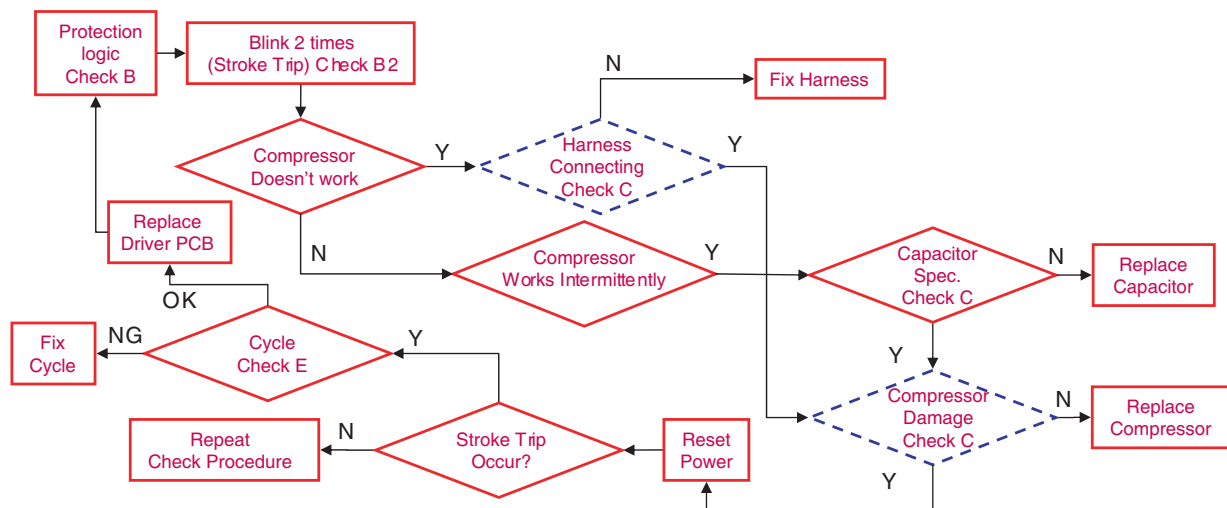 Protection
logic
Check B
Blink 2 times
(Stroke Trip) Check B2
N
Fix Harness
Compressor
Doesn't work
Y
Harness
Connecting
Check C
Y
Replace
Driver PCB
N
Compressor
Works Intermittently
Y
Capacitor
Spec.
Check C
N
Replace
Capacitor
OK
Fix
Cycle
NG
Cycle
Check E
Y
Y
Compressor
Damage
Check C
N
Replace
Compressor
Repeat
Check Procedure
N
Stroke Trip
Occur?
Reset
Power
Y